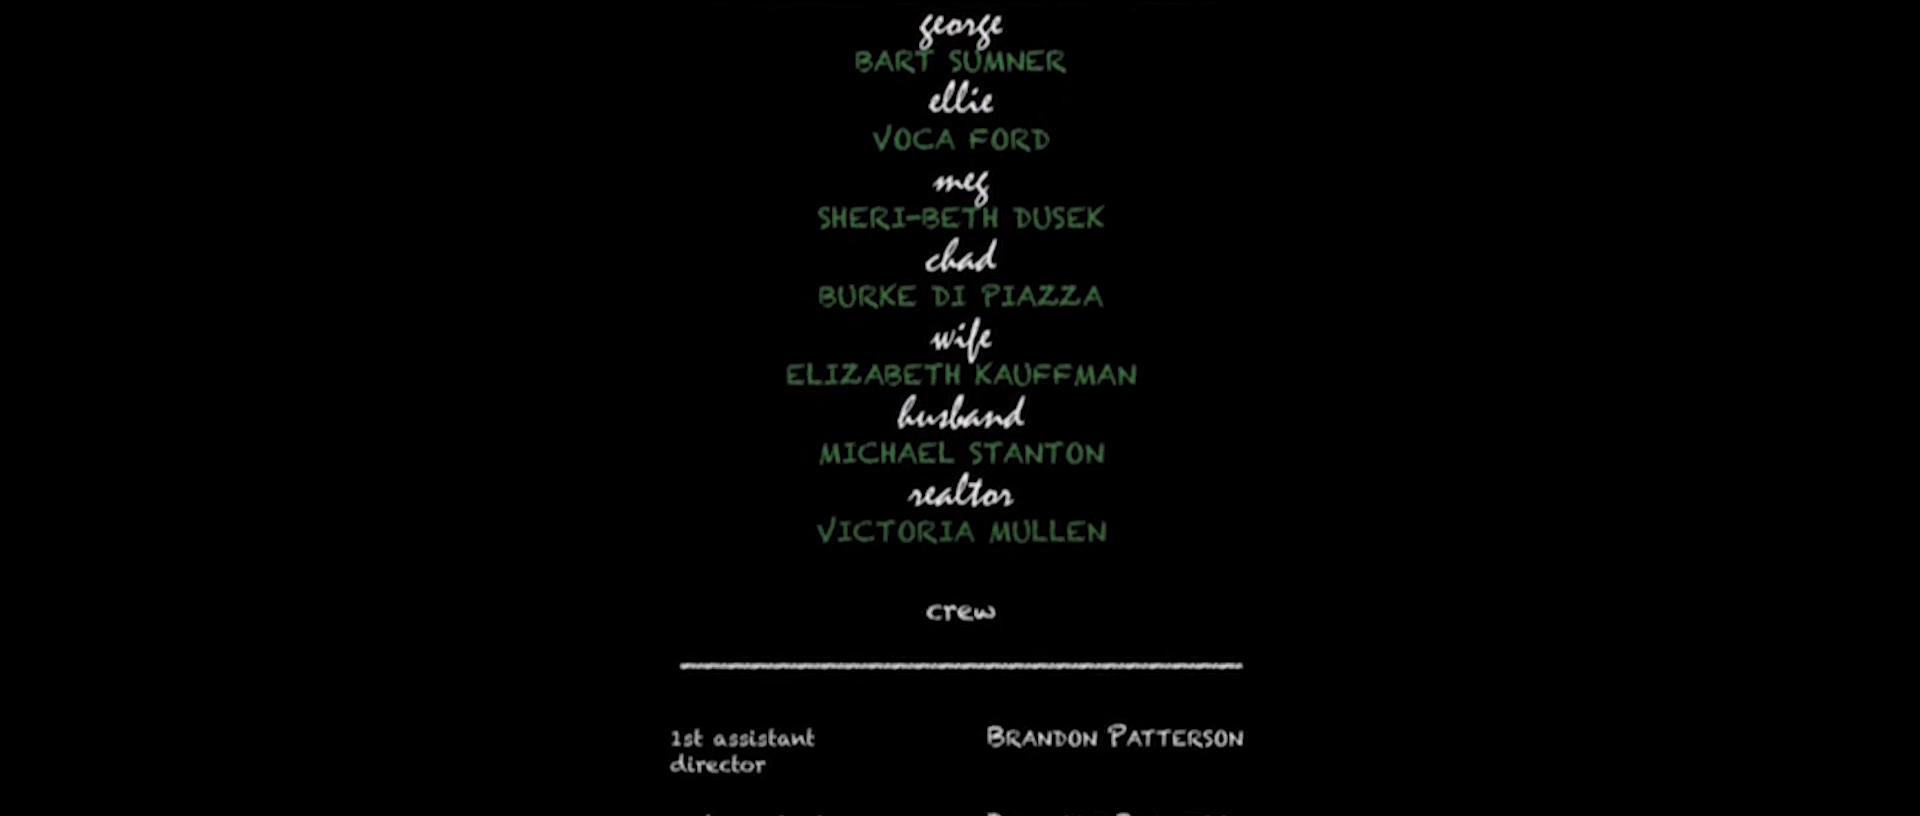 george
BART SUMNER
ellie
VOCA FORD
meg
SHERI-BETH DUSEK
chad
BURKE DI PIAZZA
wife
ELIZABETH KAUFFMAN
husband
MICHAEL STANTON
realtor
VICTORIA MULLEN
crew
1st assistant BRANDON PATTERSON
director